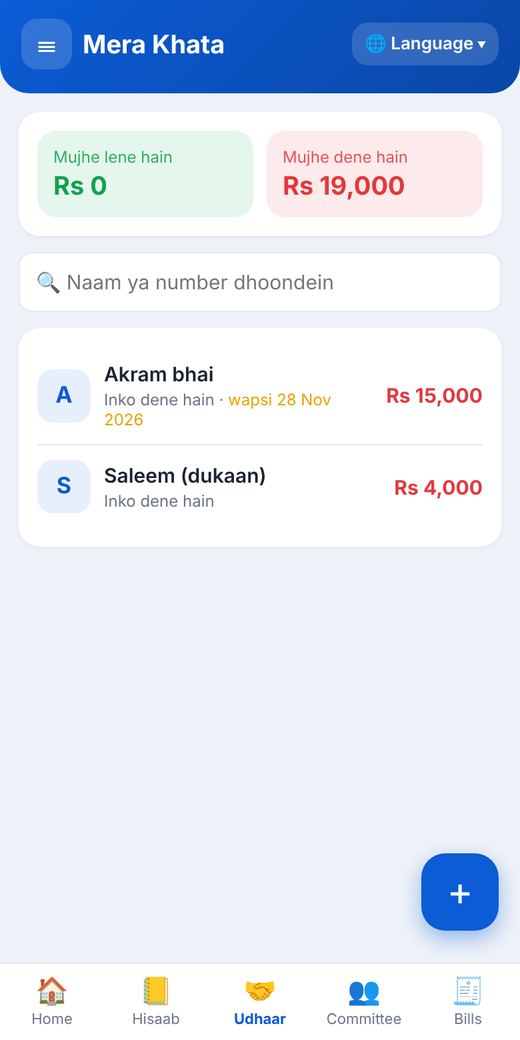 Mera Khata
Language
Mujhe lene hain
Rs 0
Mujhe dene hain
Rs 19,000
Naam ya number dhoondein
A
Akram bhai
Inko dene hain · wapsi 28 Nov
2026
Rs 15,000
S
Saleem (dukaan)
Inko dene hain
Rs 4,000
+
Home
Hisaab
Udhaar
Committee
Bills